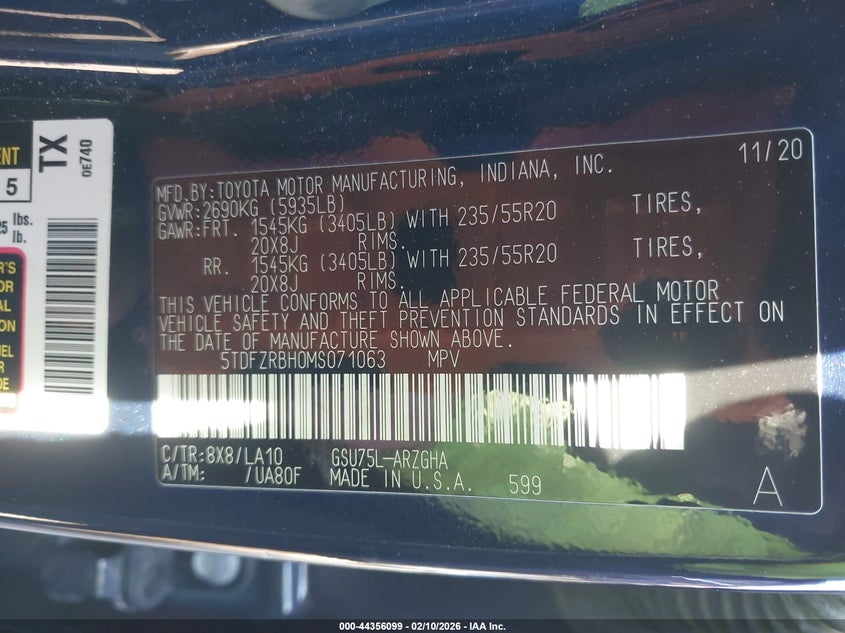 11/20
MFD.BY:TOYOTA MOTOR MANUFACTURING, INDIANA, INC.
GVWR:2690KG (5935LB)
GAWR:FRT. 1545KG (3405LB) WITH 235/55R20 TIRES,
20X8J RIMS.
RR. 1545KG (3405LB) WITH 235/55R20 TIRES,
20X8J RIMS.
THIS VEHICLE CONFORMS TO ALL APPLICABLE FEDERAL MOTOR
VEHICLE SAFETY AND THEFT PREVENTION STANDARDS IN EFFECT ON
THE DATE OF MANUFACTURE SHOWN ABOVE.
5TDFZRBH0MS071063 MPV
C/TR:8X8/LA10 GSU75L-ARZGHA
A/TM: /UA80F MADE IN U.S.A. 599
A
TX
OE740
5
lbs.
lb.
000-44356099 - 02/10/2026 - IAA Inc.